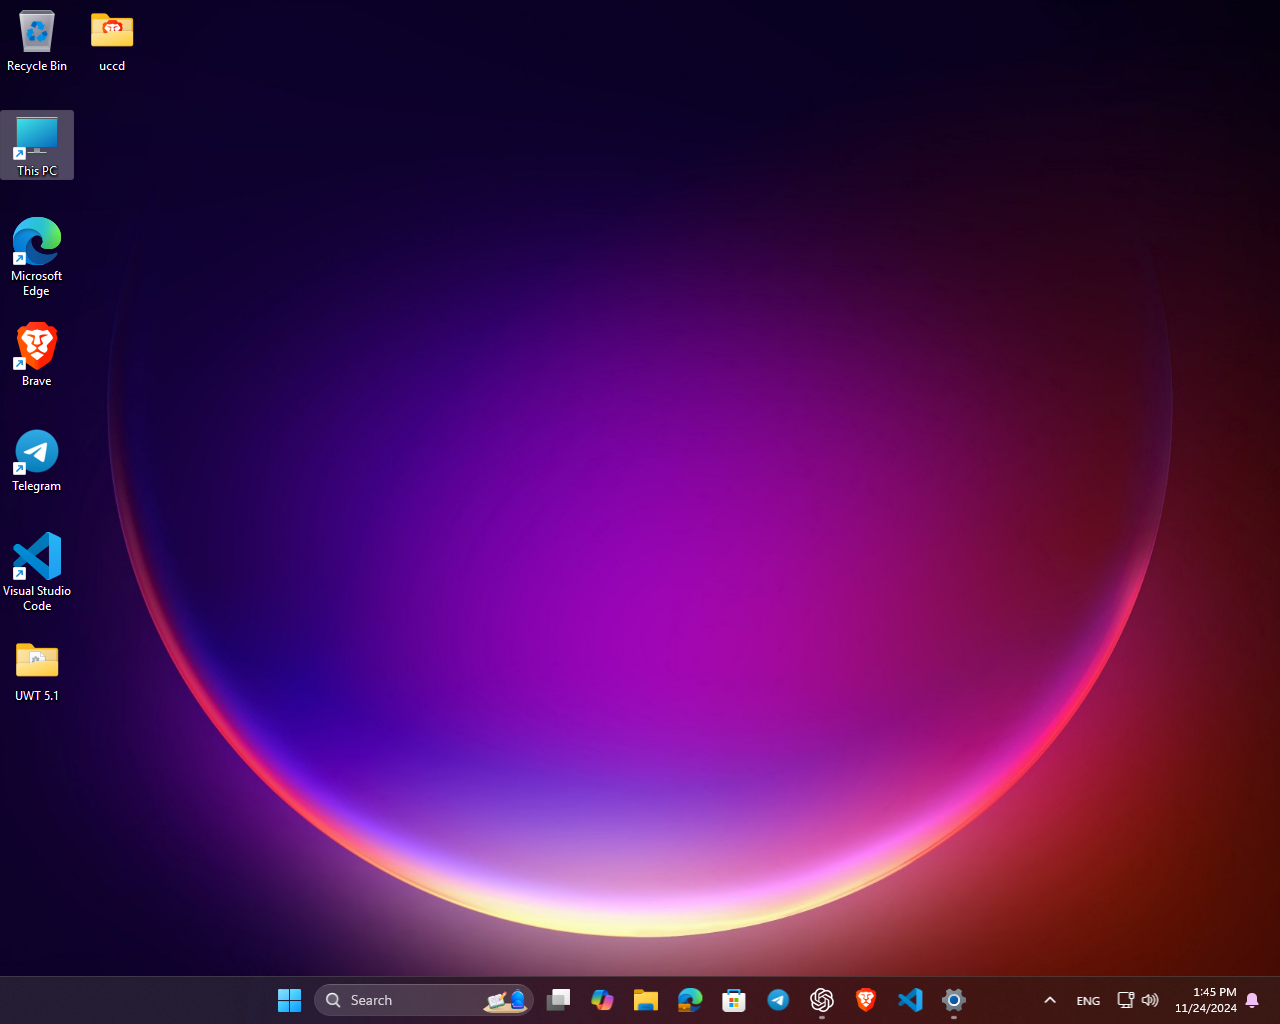 Recycle Bin
uccd
This PC
Microsoft
Edge
Brave
Telegram
Visual Studio
Code
UWT 5.1
Search
ENG
1:45 PM
11/24/2024